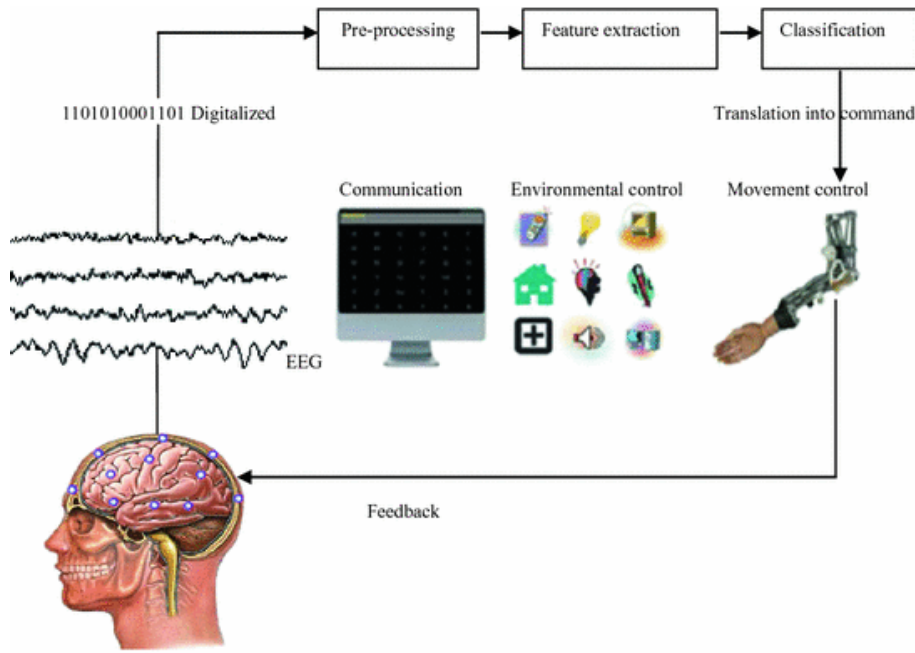 Pre-processing
Feature extraction
Classification
1101010001101 Digitalized
Translation into command
Communication
Environmental control
Movement control
EEG
Feedback